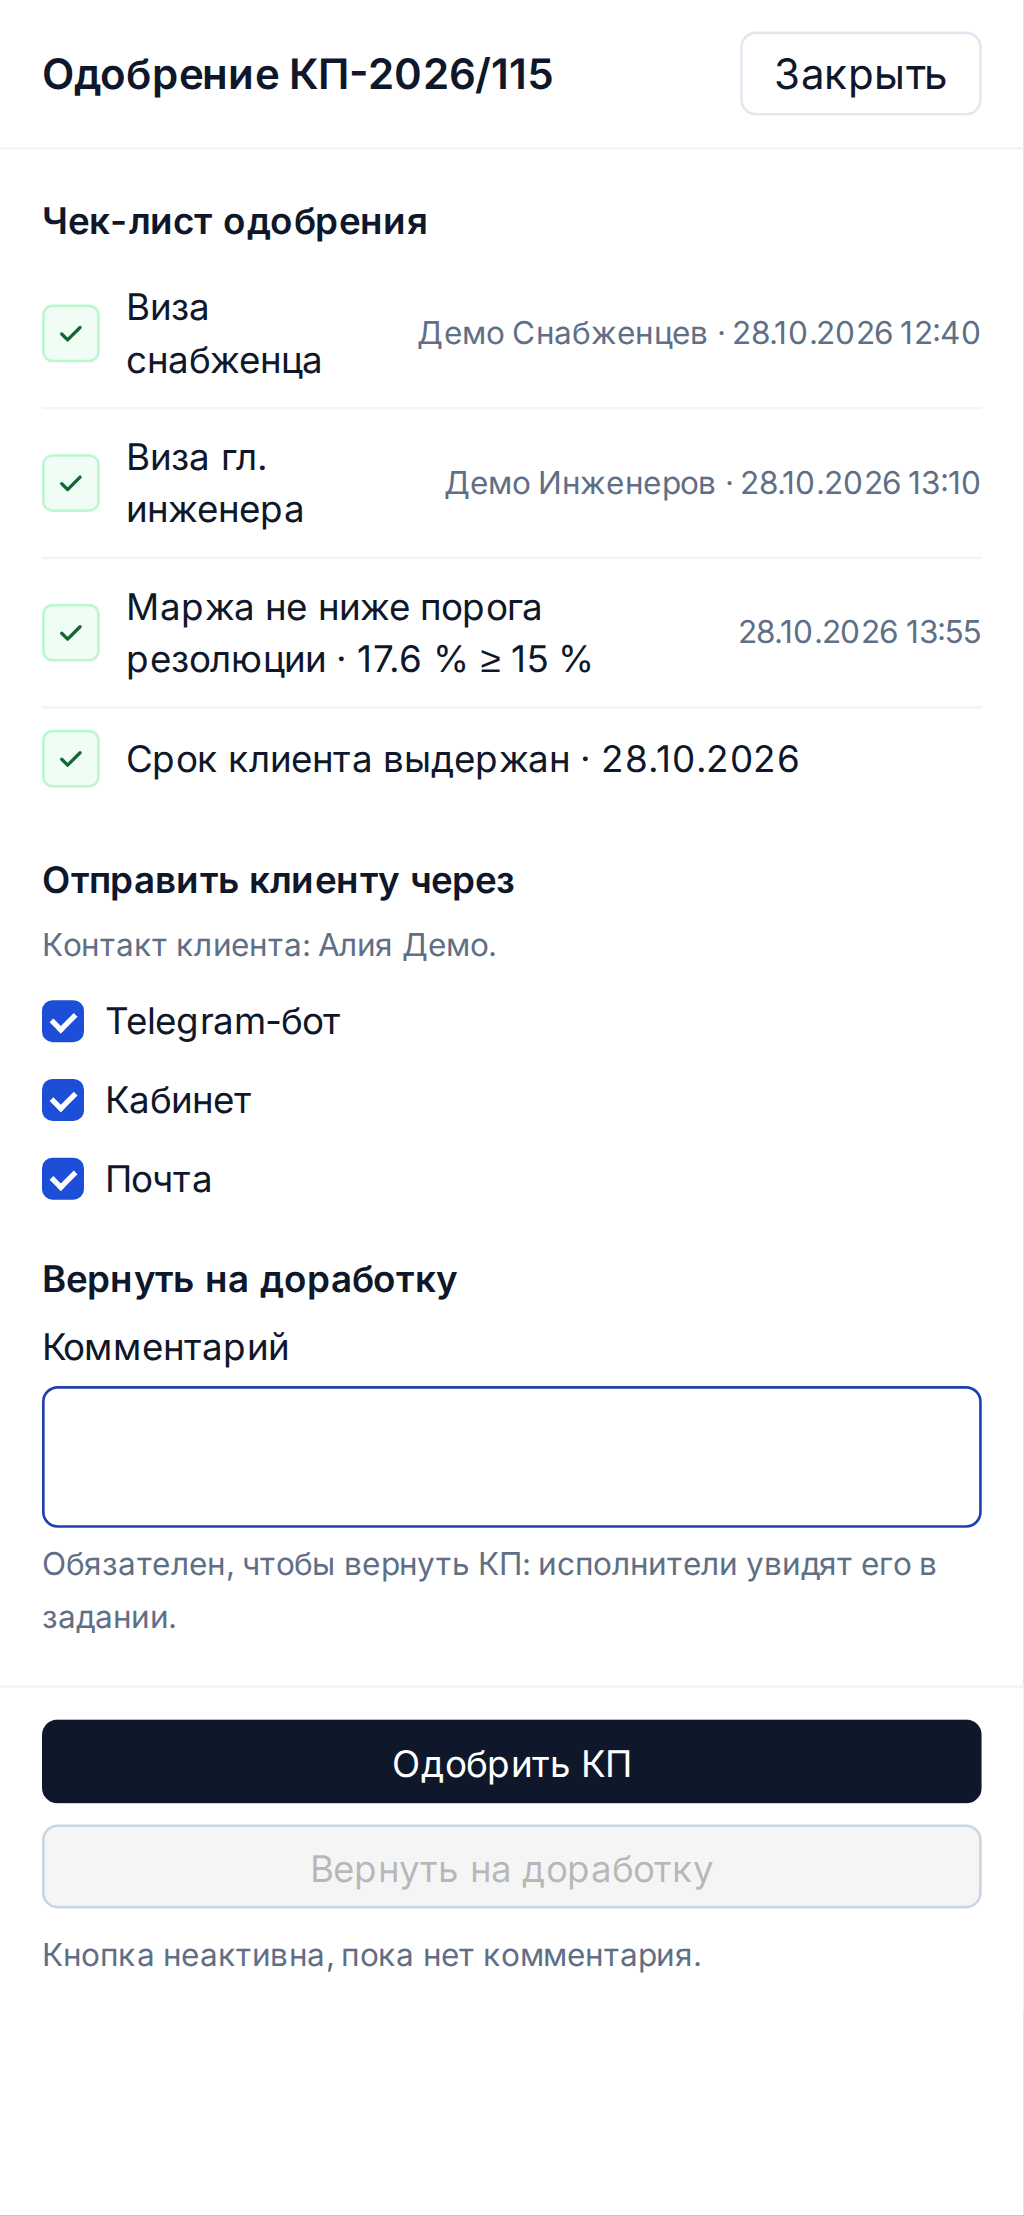 Одобрение КП-2026/115
Закрыть
Чек-лист одобрения
Виза
снабженца
Демо Снабженцев · 28.10.2026 12:40
Виза гл.
инженера
Демо Инженеров · 28.10.2026 13:10
Маржа не ниже порога
резолюции · 17.6 % ≥ 15 %
28.10.2026 13:55
Срок клиента выдержан · 28.10.2026
Отправить клиенту через
Контакт клиента: Алия Демо.
Telegram-бот
Кабинет
Почта
Вернуть на доработку
Комментарий
Обязателен, чтобы вернуть КП: исполнители увидят его в
задании.
Одобрить КП
Вернуть на доработку
Кнопка неактивна, пока нет комментария.